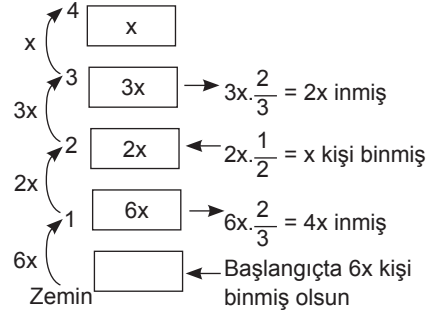 4
x
x
3
3x
3x.2/3 = 2x inmiş
3x
2
2x
2x.1/2 = x kişi binmiş
2x
1
6x
6x.2/3 = 4x inmiş
6x
Başlangıçta 6x kişi
Zemin
binmiş olsun